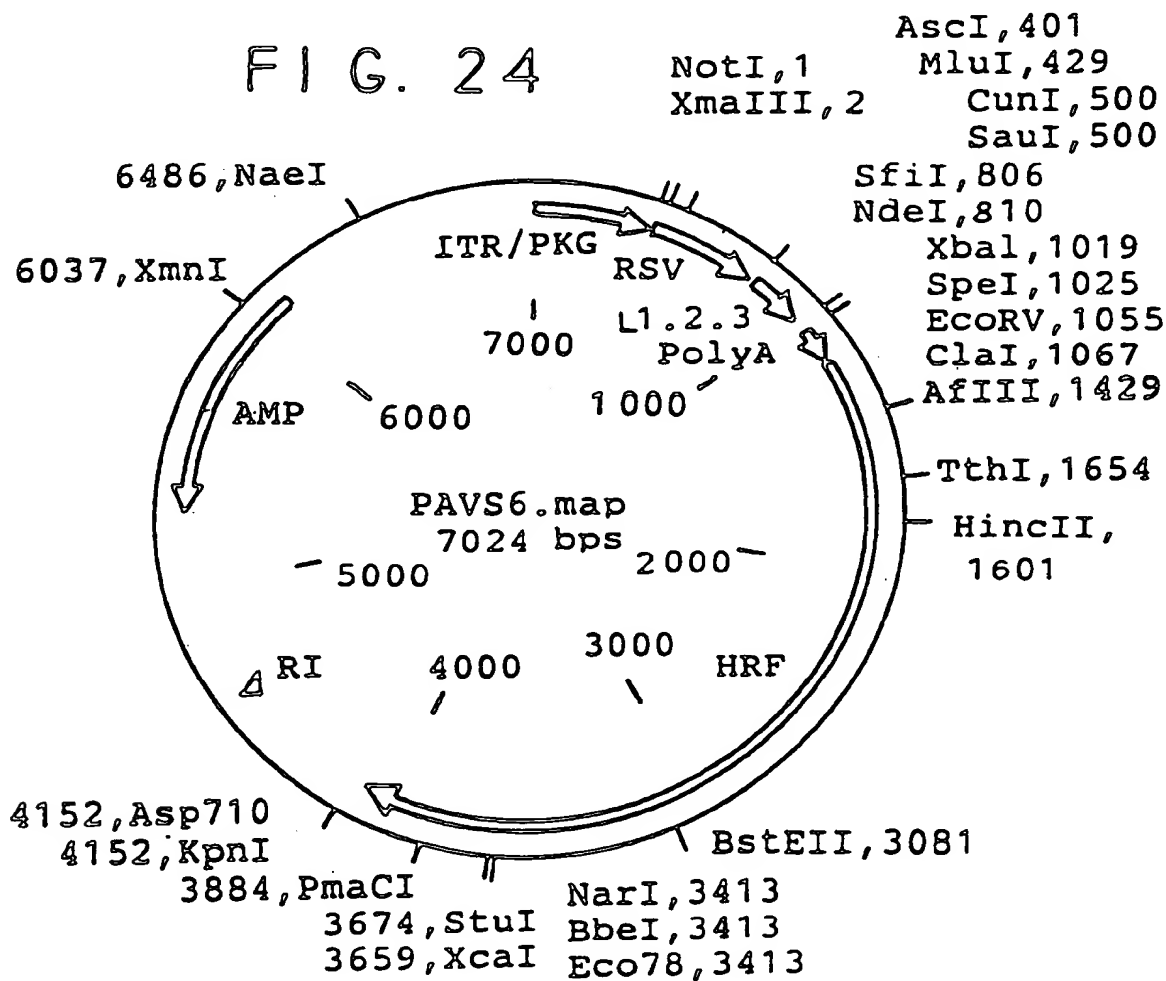 FIG. 24
NotI,1
XmaIII,2
AscI,401
MluI,429
CunI,500
SauI,500
SfiI,806
NdeI,810
Xbal,1019
SpeI,1025
EcoRV,1055
ClaI,1067
AfIII,1429
TthI,1654
HincII,
1601
6486,NaeI
6037,XmnI
ITR/PKG
RSV
L1.2.3
PolyA
7000
1000
AMP
6000
PAVS6.map
7024 bps
5000
2000
RI
4000
3000
HRF
4152,Asp710
4152,KpnI
3884,PmaCI
3674,StuI
3659,XcaI
BstEII,3081
NarI,3413
BbeI,3413
Eco78,3413